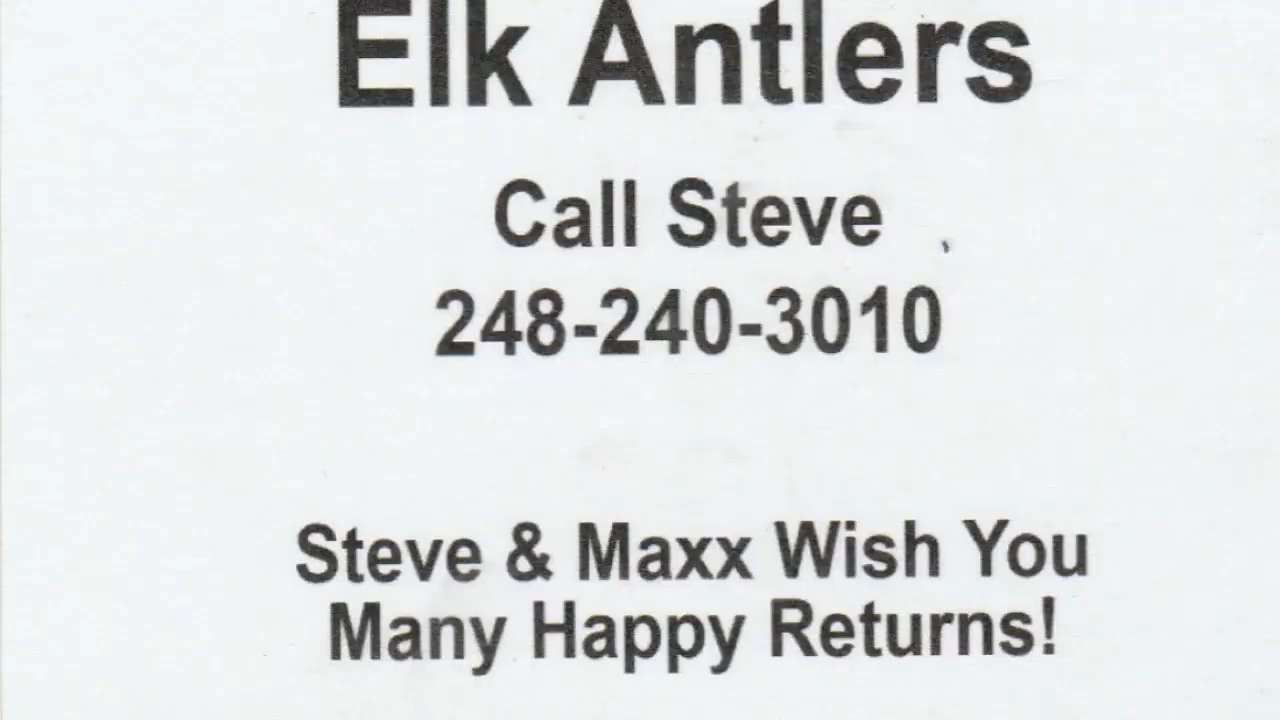 Elk Antlers
Call Steve
248-240-3010
Steve & Maxx Wish You
Many Happy Returns!